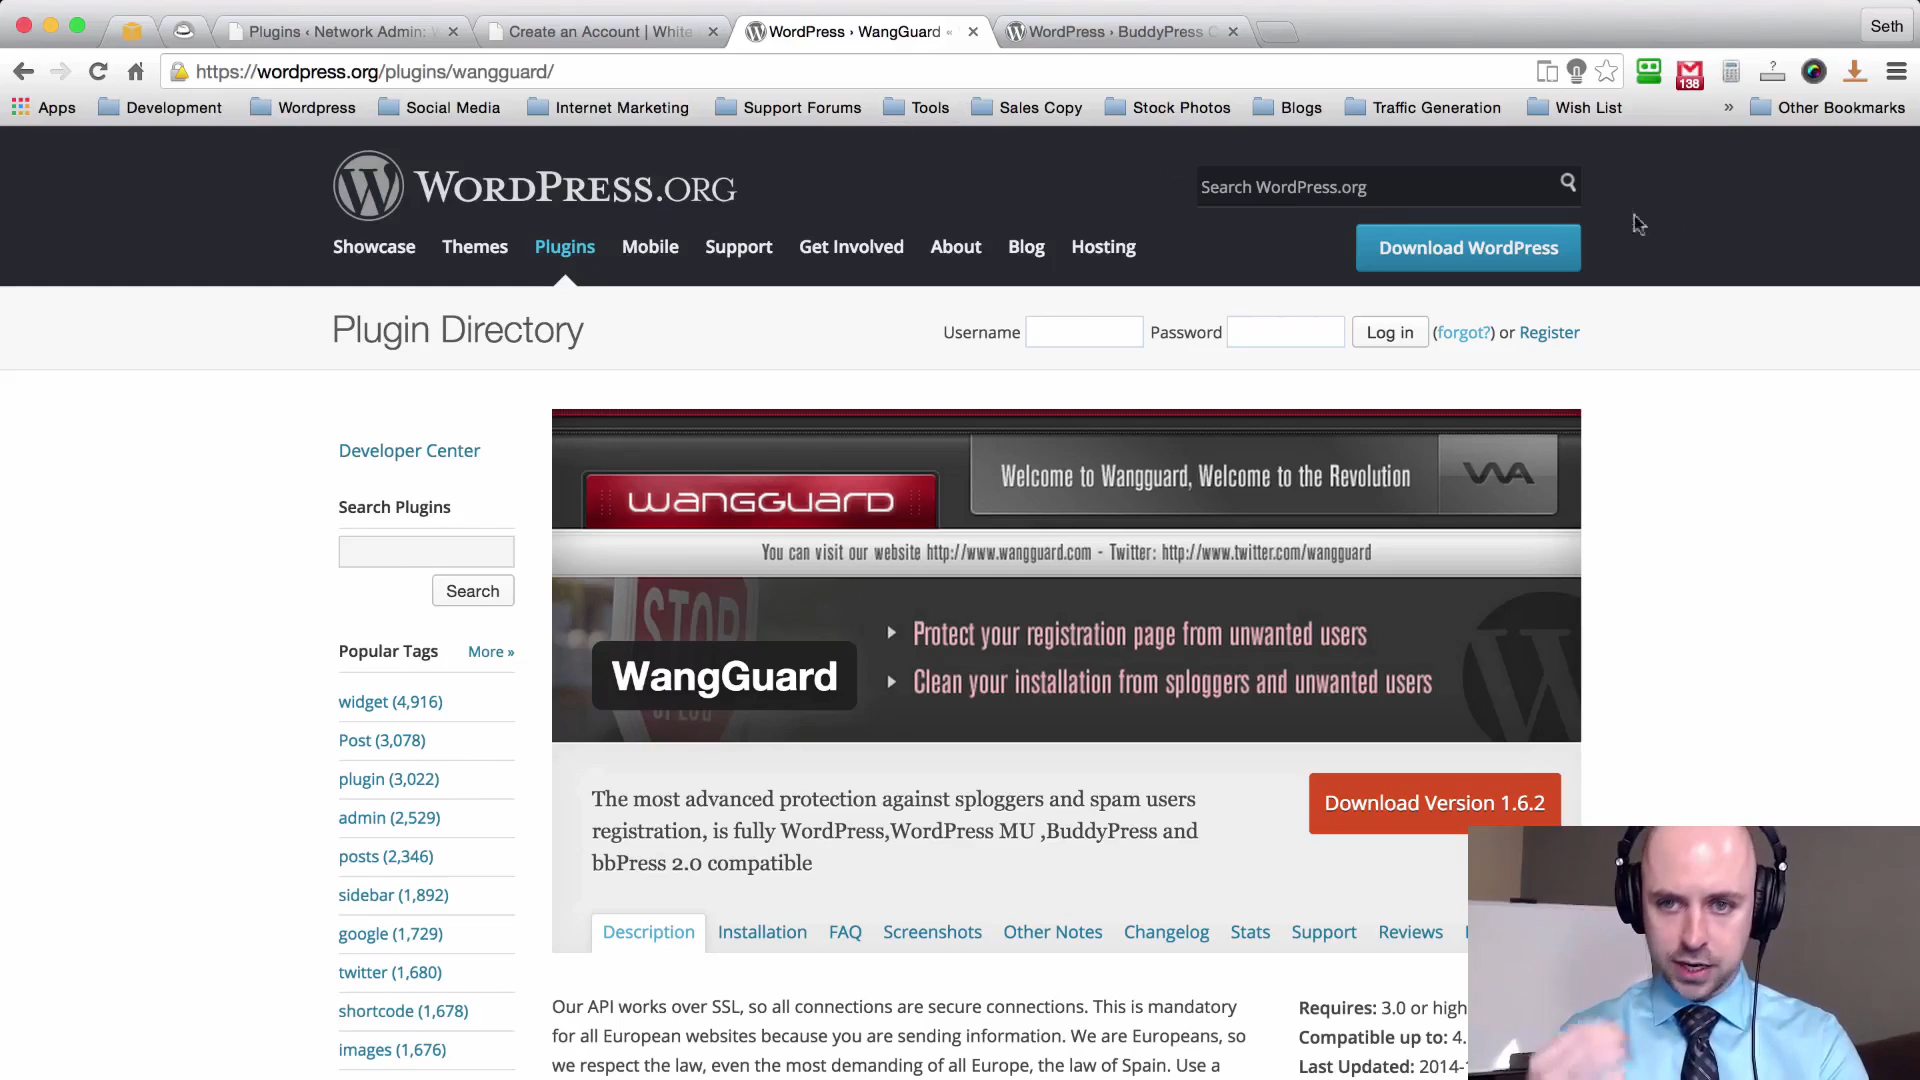 Plugins ‹ Network Admin:
Create an Account | White
WordPress › WangGuard «
WordPress › BuddyPress
Seth
https://wordpress.org/plugins/wangguard/
138
Apps
Development
Wordpress
Social Media
Internet Marketing
Support Forums
Tools
Sales Copy
Stock Photos
Blogs
Traffic Generation
Wish List
»
Other Bookmarks
WORDPRESS.ORG
Search WordPress.org
Showcase Themes Plugins Mobile Support Get Involved About Blog Hosting
Download WordPress
Plugin Directory
Username
Password
Log in
(forgot?) or Register
Developer Center
Search Plugins
Search
Popular Tags More »
widget (4,916)
Post (3,078)
plugin (3,022)
admin (2,529)
posts (2,346)
sidebar (1,892)
google (1,729)
twitter (1,680)
shortcode (1,678)
images (1,676)
WANGGUARD
Welcome to Wangguard, Welcome to the Revolution
WA
You can visit our website http://www.wangguard.com - Twitter: http://www.twitter.com/wangguard
STOP
Protect your registration page from unwanted users
WangGuard
Clean your installation from sploggers and unwanted users
The most advanced protection against sploggers and spam users
registration, is fully WordPress,WordPress MU ,BuddyPress and
bbPress 2.0 compatible
Download Version 1.6.2
Description Installation FAQ Screenshots Other Notes Changelog Stats Support Reviews
Our API works over SSL, so all connections are secure connections. This is mandatory
for all European websites because you are sending information. We are Europeans, so
we respect the law, even the most demanding of all Europe, the law of Spain. Use a
Requires: 3.0 or high
Compatible up to: 4.
Last Updated: 2014-